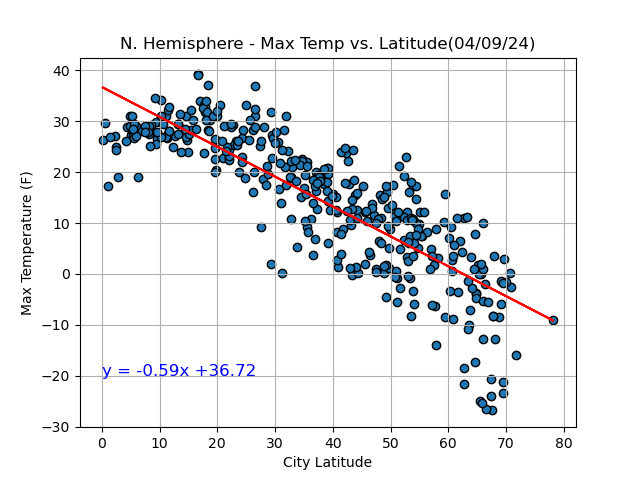 N. Hemisphere - Max Temp vs. Latitude(04/09/24)
40
30
20
10
0
−10
−20
−30
Max Temperature (F)
y = -0.59x +36.72
0 10 20 30 40 50 60 70 80
City Latitude